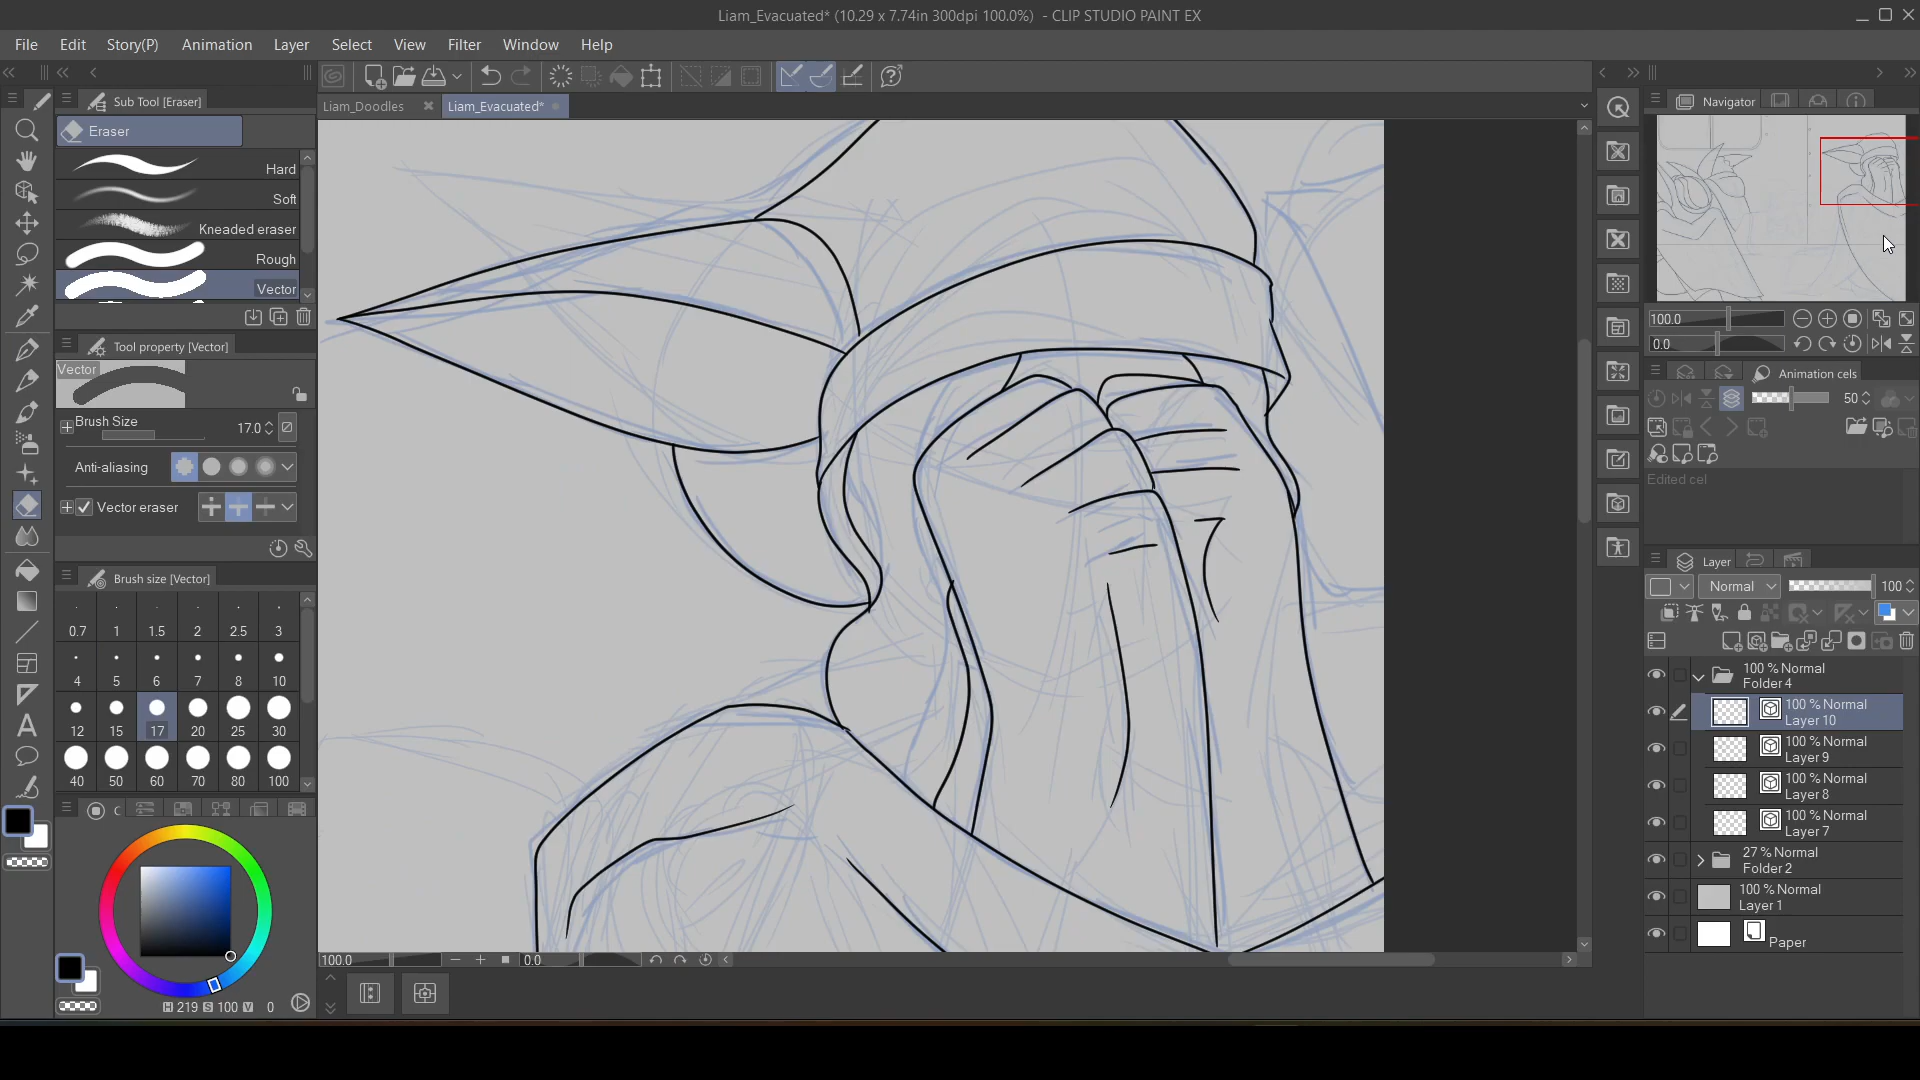 Liam_Evacuated* (10.29 x 7.74in 300dpi 100.0%) - CLIP STUDIO PAINT EX
File Edit Story(P) Animation Layer Select View Filter Window Help
Sub Tool [Eraser]
Eraser
Hard
Soft
Kneaded eraser
Rough
Vector
Tool property [Vector]
Vector
Brush Size 17.0
Anti-aliasing
Vector eraser
Brush size [Vector]
0.7 1 1.5 2 2.5 3
4 5 6 7 8 10
12 15 17 20 25 30
40 50 60 70 80 100
H 219 S 100 V 0
Liam_Doodles Liam_Evacuated*
100.0 0.0
Navigator
100.0
0.0
Animation cels
50
Edited cel
Layer
Normal 100
100 % Normal
Folder 4
100 % Normal
Layer 10
100 % Normal
Layer 9
100 % Normal
Layer 8
100 % Normal
Layer 7
27 % Normal
Folder 2
100 % Normal
Layer 1
Paper